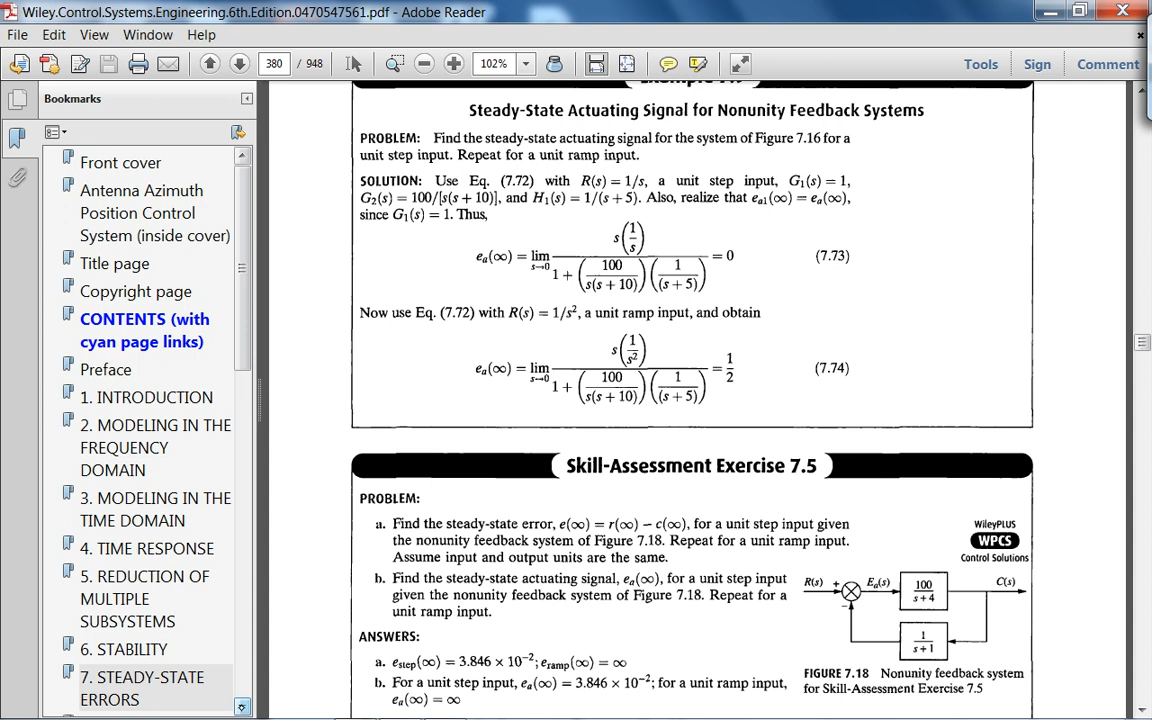 Wiley.Control.Systems.Engineering.6th.Edition.0470547561.pdf - Adobe Reader
File Edit View Window Help
380 / 948 102% Tools Sign Comment
Bookmarks
Front cover
Antenna Azimuth
Position Control
System (inside cover)
Title page
Copyright page
CONTENTS (with
cyan page links)
Preface
1. INTRODUCTION
2. MODELING IN THE
FREQUENCY
DOMAIN
3. MODELING IN THE
TIME DOMAIN
4. TIME RESPONSE
5. REDUCTION OF
MULTIPLE
SUBSYSTEMS
6. STABILITY
7. STEADY-STATE
ERRORS
Steady-State Actuating Signal for Nonunity Feedback Systems
PROBLEM: Find the steady-state actuating signal for the system of Figure 7.16 for a
unit step input. Repeat for a unit ramp input.
SOLUTION: Use Eq. (7.72) with R(s) = 1/s, a unit step input, G₁(s) = 1,
G₂(s) = 100/[s(s + 10)], and H₁(s) = 1/(s + 5). Also, realize that eₐ₁(∞) = eₐ(∞),
since G₁(s) = 1. Thus,
eₐ(∞) = lim s→0 s(1/s) / (1 + (100/(s(s + 10)))(1/(s + 5))) = 0 (7.73)
Now use Eq. (7.72) with R(s) = 1/s², a unit ramp input, and obtain
eₐ(∞) = lim s→0 s(1/s²) / (1 + (100/(s(s + 10)))(1/(s + 5))) = 1/2 (7.74)
Skill-Assessment Exercise 7.5
PROBLEM:
a. Find the steady-state error, e(∞) = r(∞) − c(∞), for a unit step input given
the nonunity feedback system of Figure 7.18. Repeat for a unit ramp input.
Assume input and output units are the same.
b. Find the steady-state actuating signal, eₐ(∞), for a unit step input
given the nonunity feedback system of Figure 7.18. Repeat for a
unit ramp input.
ANSWERS:
a. e_step(∞) = 3.846 × 10⁻²; e_ramp(∞) = ∞
b. For a unit step input, eₐ(∞) = 3.846 × 10⁻²; for a unit ramp input,
eₐ(∞) = ∞
WileyPLUS
WPCS
Control Solutions
R(s) + Eₐ(s) 100/(s+4) C(s)
−
1/(s+1)
FIGURE 7.18 Nonunity feedback system
for Skill-Assessment Exercise 7.5